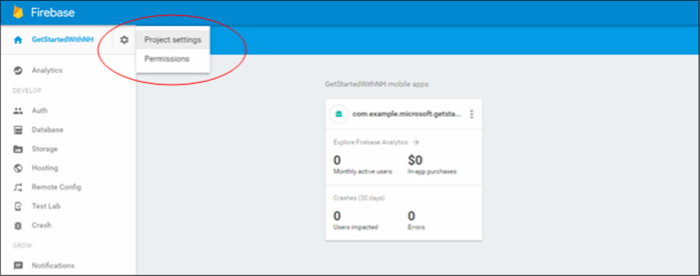 Firebase
GetStartedWithNH
Project settings
Permissions
Analytics
DEVELOP
Auth
Database
Storage
Hosting
Remote Config
Test Lab
Crash
GROW
Notifications
GetStartedWithNH mobile apps
com.example.microsoft.getsta...
Explore Firebase Analytics
0 $0
Monthly active users In-app purchases
Crashes (30 days)
0 0
Users impacted Errors